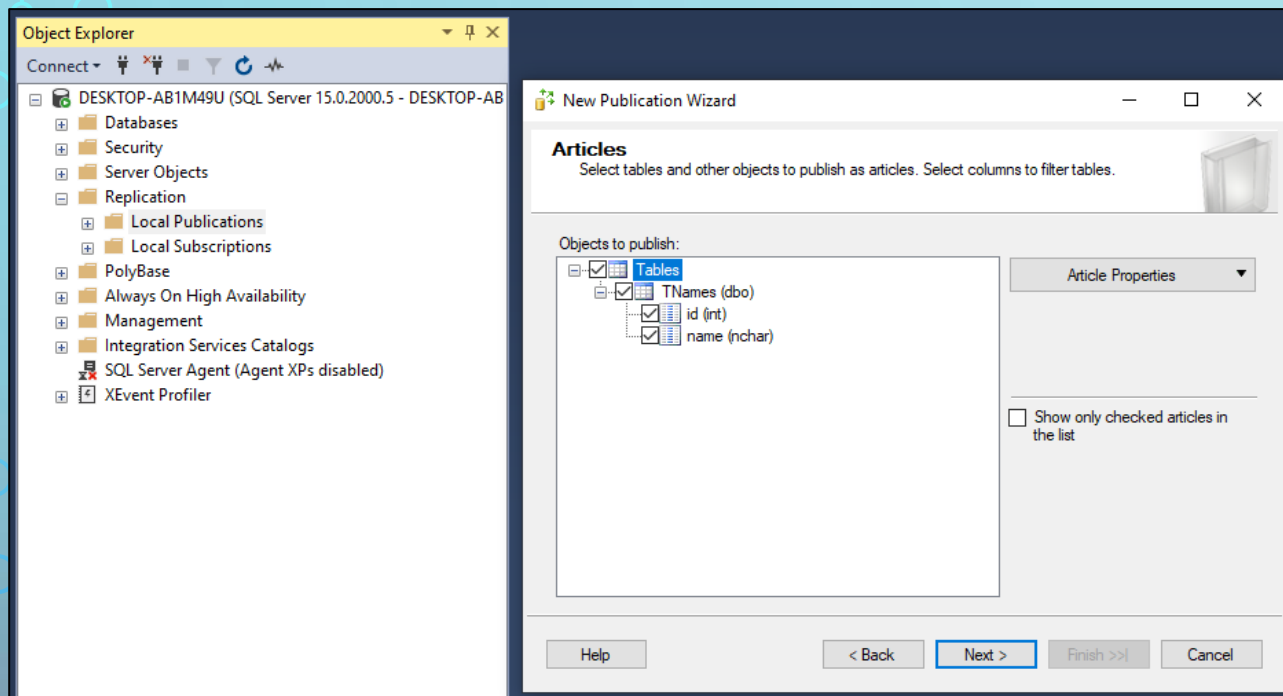 Object Explorer
Connect
DESKTOP-AB1M49U (SQL Server 15.0.2000.5 - DESKTOP-AB
Databases
Security
Server Objects
Replication
Local Publications
Local Subscriptions
PolyBase
Always On High Availability
Management
Integration Services Catalogs
SQL Server Agent (Agent XPs disabled)
XEvent Profiler
New Publication Wizard
Articles
Select tables and other objects to publish as articles. Select columns to filter tables.
Objects to publish:
Tables
TNames (dbo)
id (int)
name (nchar)
Article Properties
Show only checked articles in
the list
Help
< Back
Next >
Finish >>|
Cancel